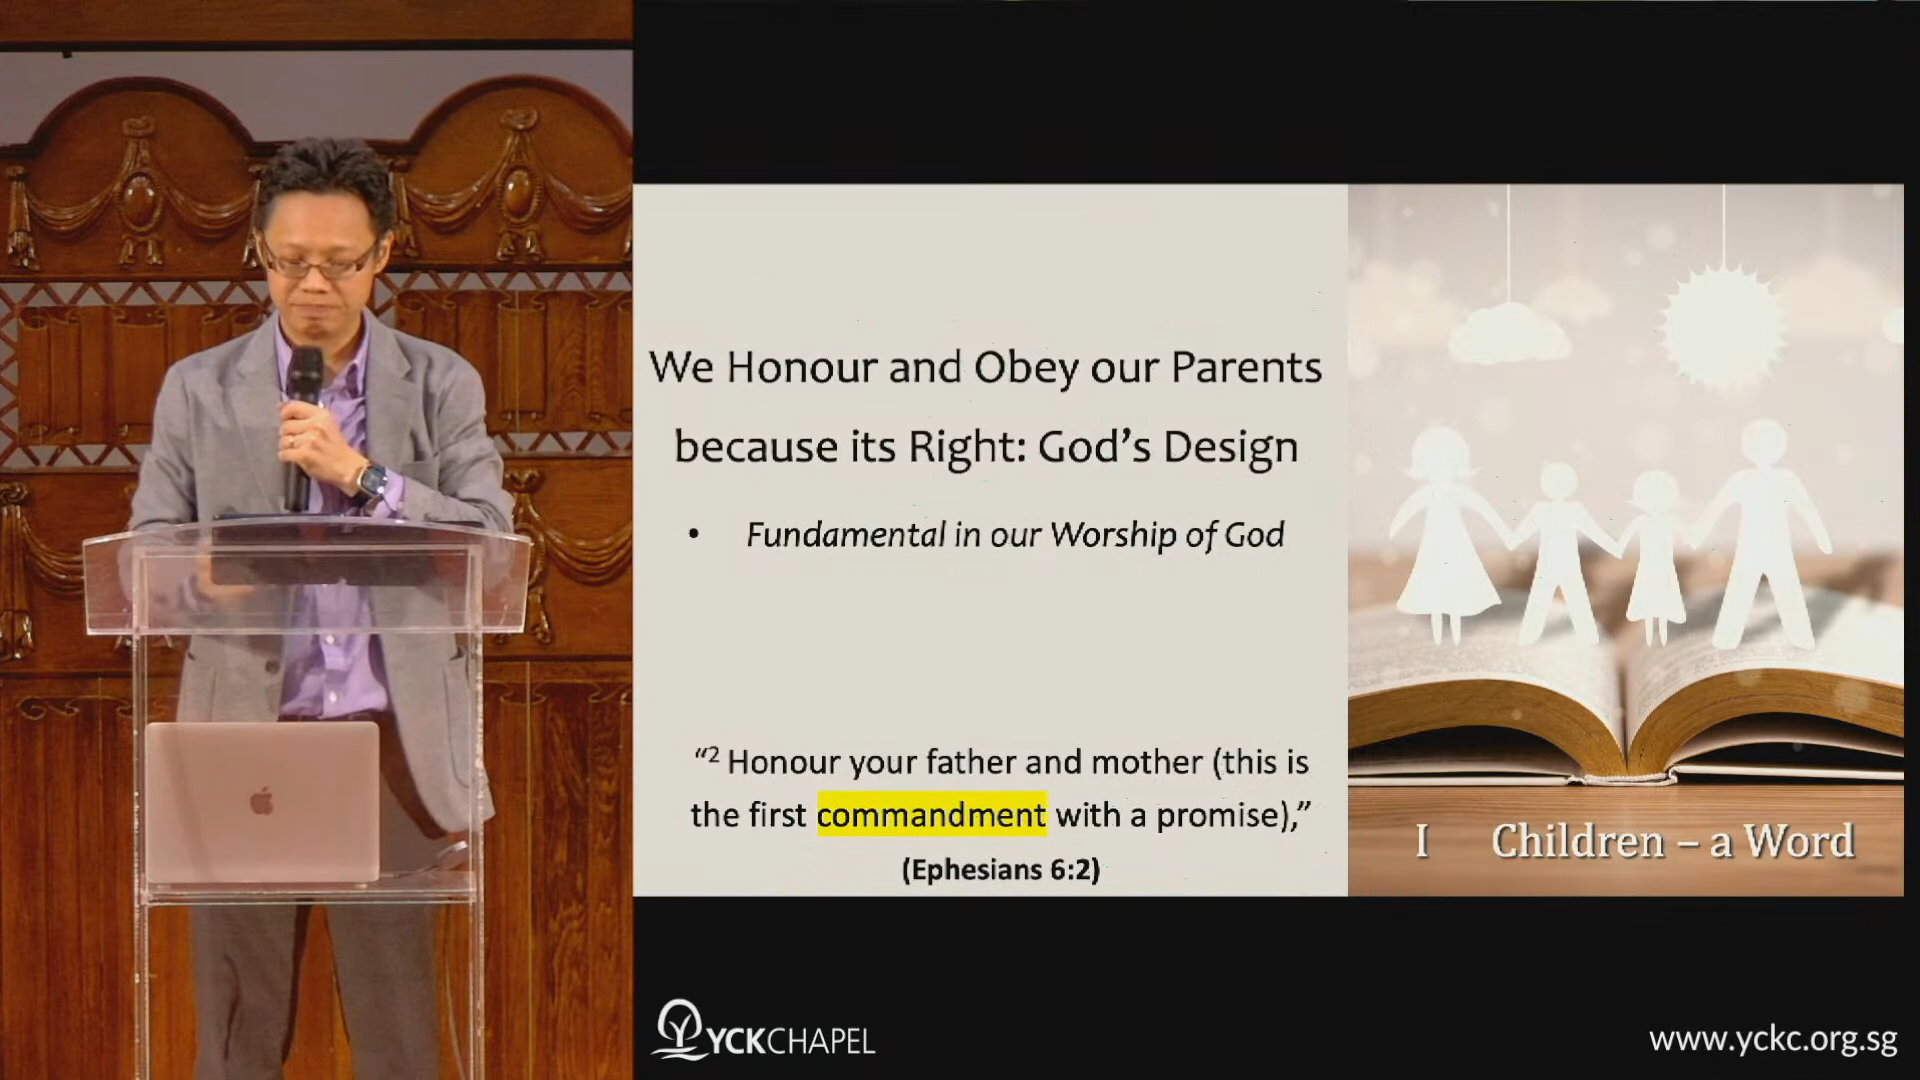 We Honour and Obey our Parents
because its Right: God’s Design
• Fundamental in our Worship of God
“2 Honour your father and mother (this is
the first commandment with a promise),”
(Ephesians 6:2)
I Children – a Word
YCKCHAPEL
www.yckc.org.sg